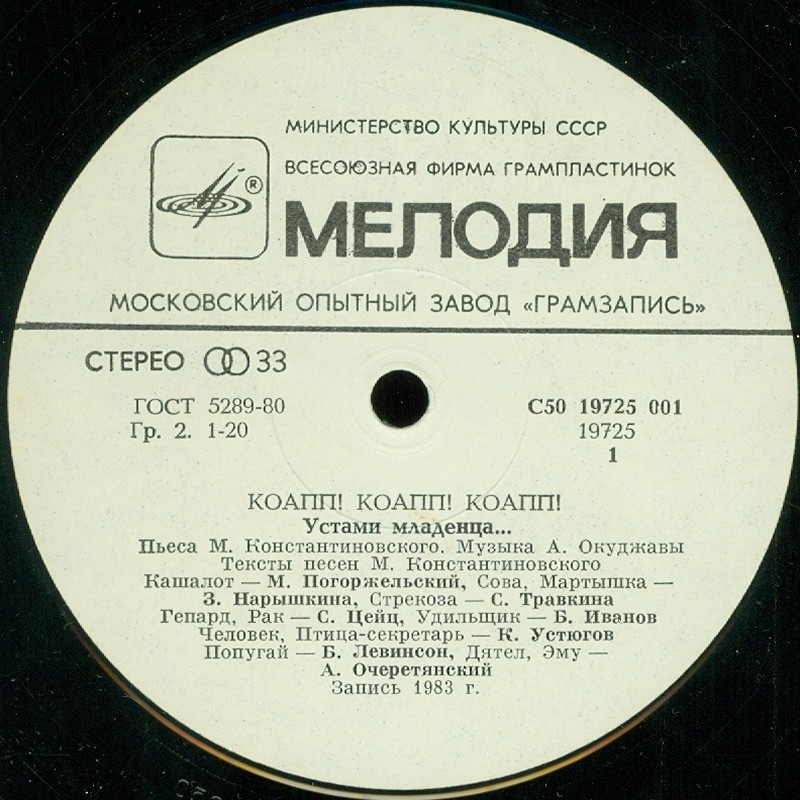 МИНИСТЕРСТВО КУЛЬТУРЫ СССР
ВСЕСОЮЗНАЯ ФИРМА ГРАМПЛАСТИНОК
®
МЕЛОДИЯ
МОСКОВСКИЙ ОПЫТНЫЙ ЗАВОД «ГРАМЗАПИСЬ»
СТЕРЕО 33
ГОСТ 5289-80
Гр. 2. 1-20
С50 19725 001
19725
1
КОАПП! КОАПП! КОАПП!
Устами младенца...
Пьеса М. Константиновского. Музыка А. Окуджавы
Тексты песен М. Константиновского
Кашалот — М. Погоржельский, Сова, Мартышка —
З. Нарышкина, Стрекоза — С. Травкина
Гепард, Рак — С. Цейц, Удильщик — Б. Иванов
Человек, Птица-секретарь — К. Устюгов
Попугай — Б. Левинсон, Дятел, Эму —
А. Очеретянский
Запись 1983 г.